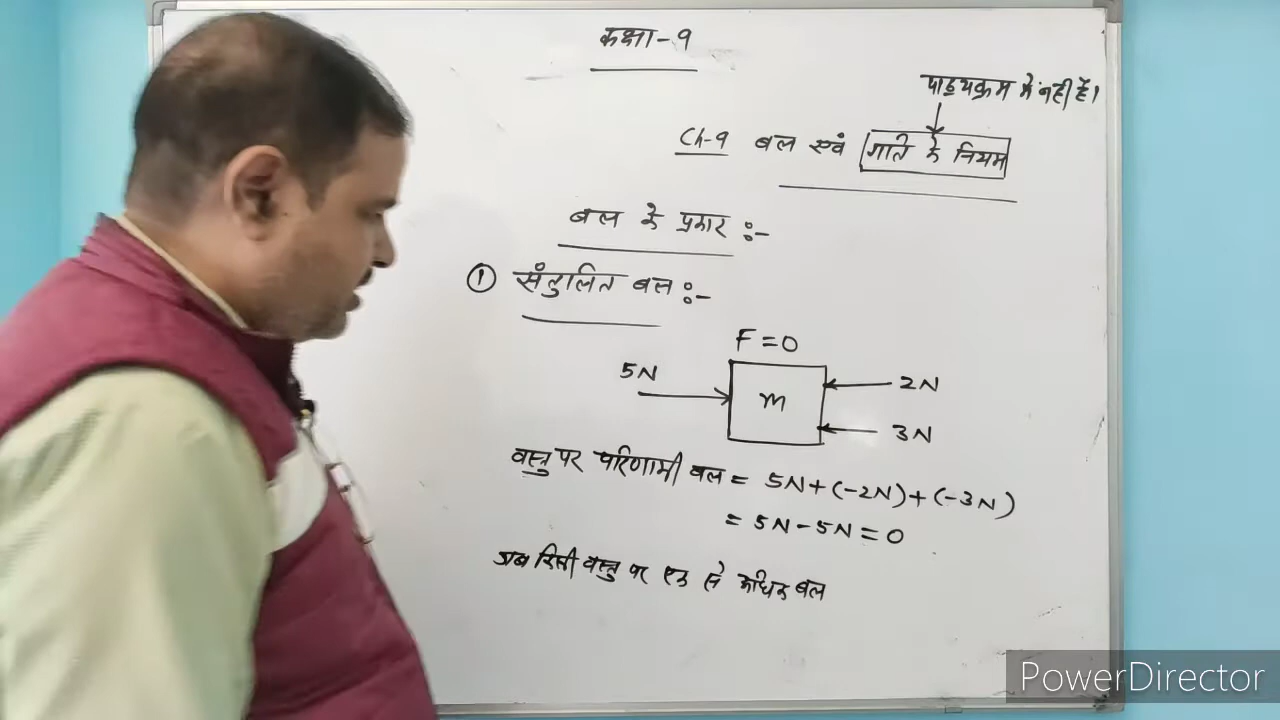 कक्षा-9
पाठ्यक्रम में नहीं है।
Ch-9 बल एवं गति के नियम
बल के प्रकार :-
① संतुलित बल :-
F = 0
5N
m
2N
3N
वस्तु पर परिणामी बल = 5N + (-2N) + (-3N)
= 5N - 5N = 0
जब किसी वस्तु पर एक से अधिक बल
PowerDirector